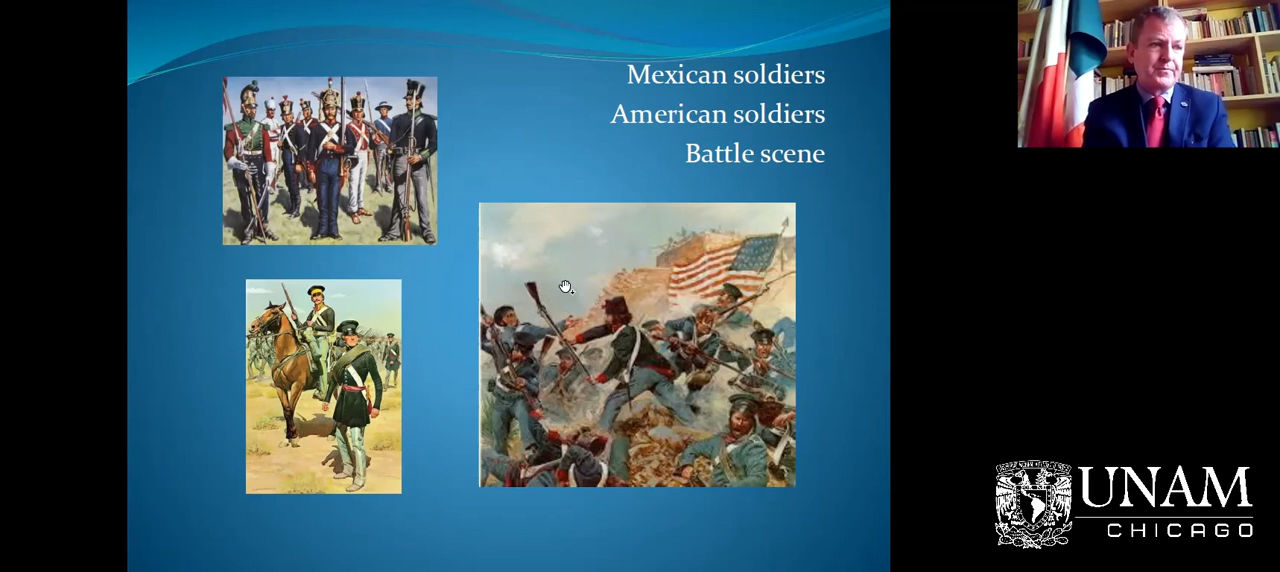 Mexican soldiers
American soldiers
Battle scene
UNAM
CHICAGO